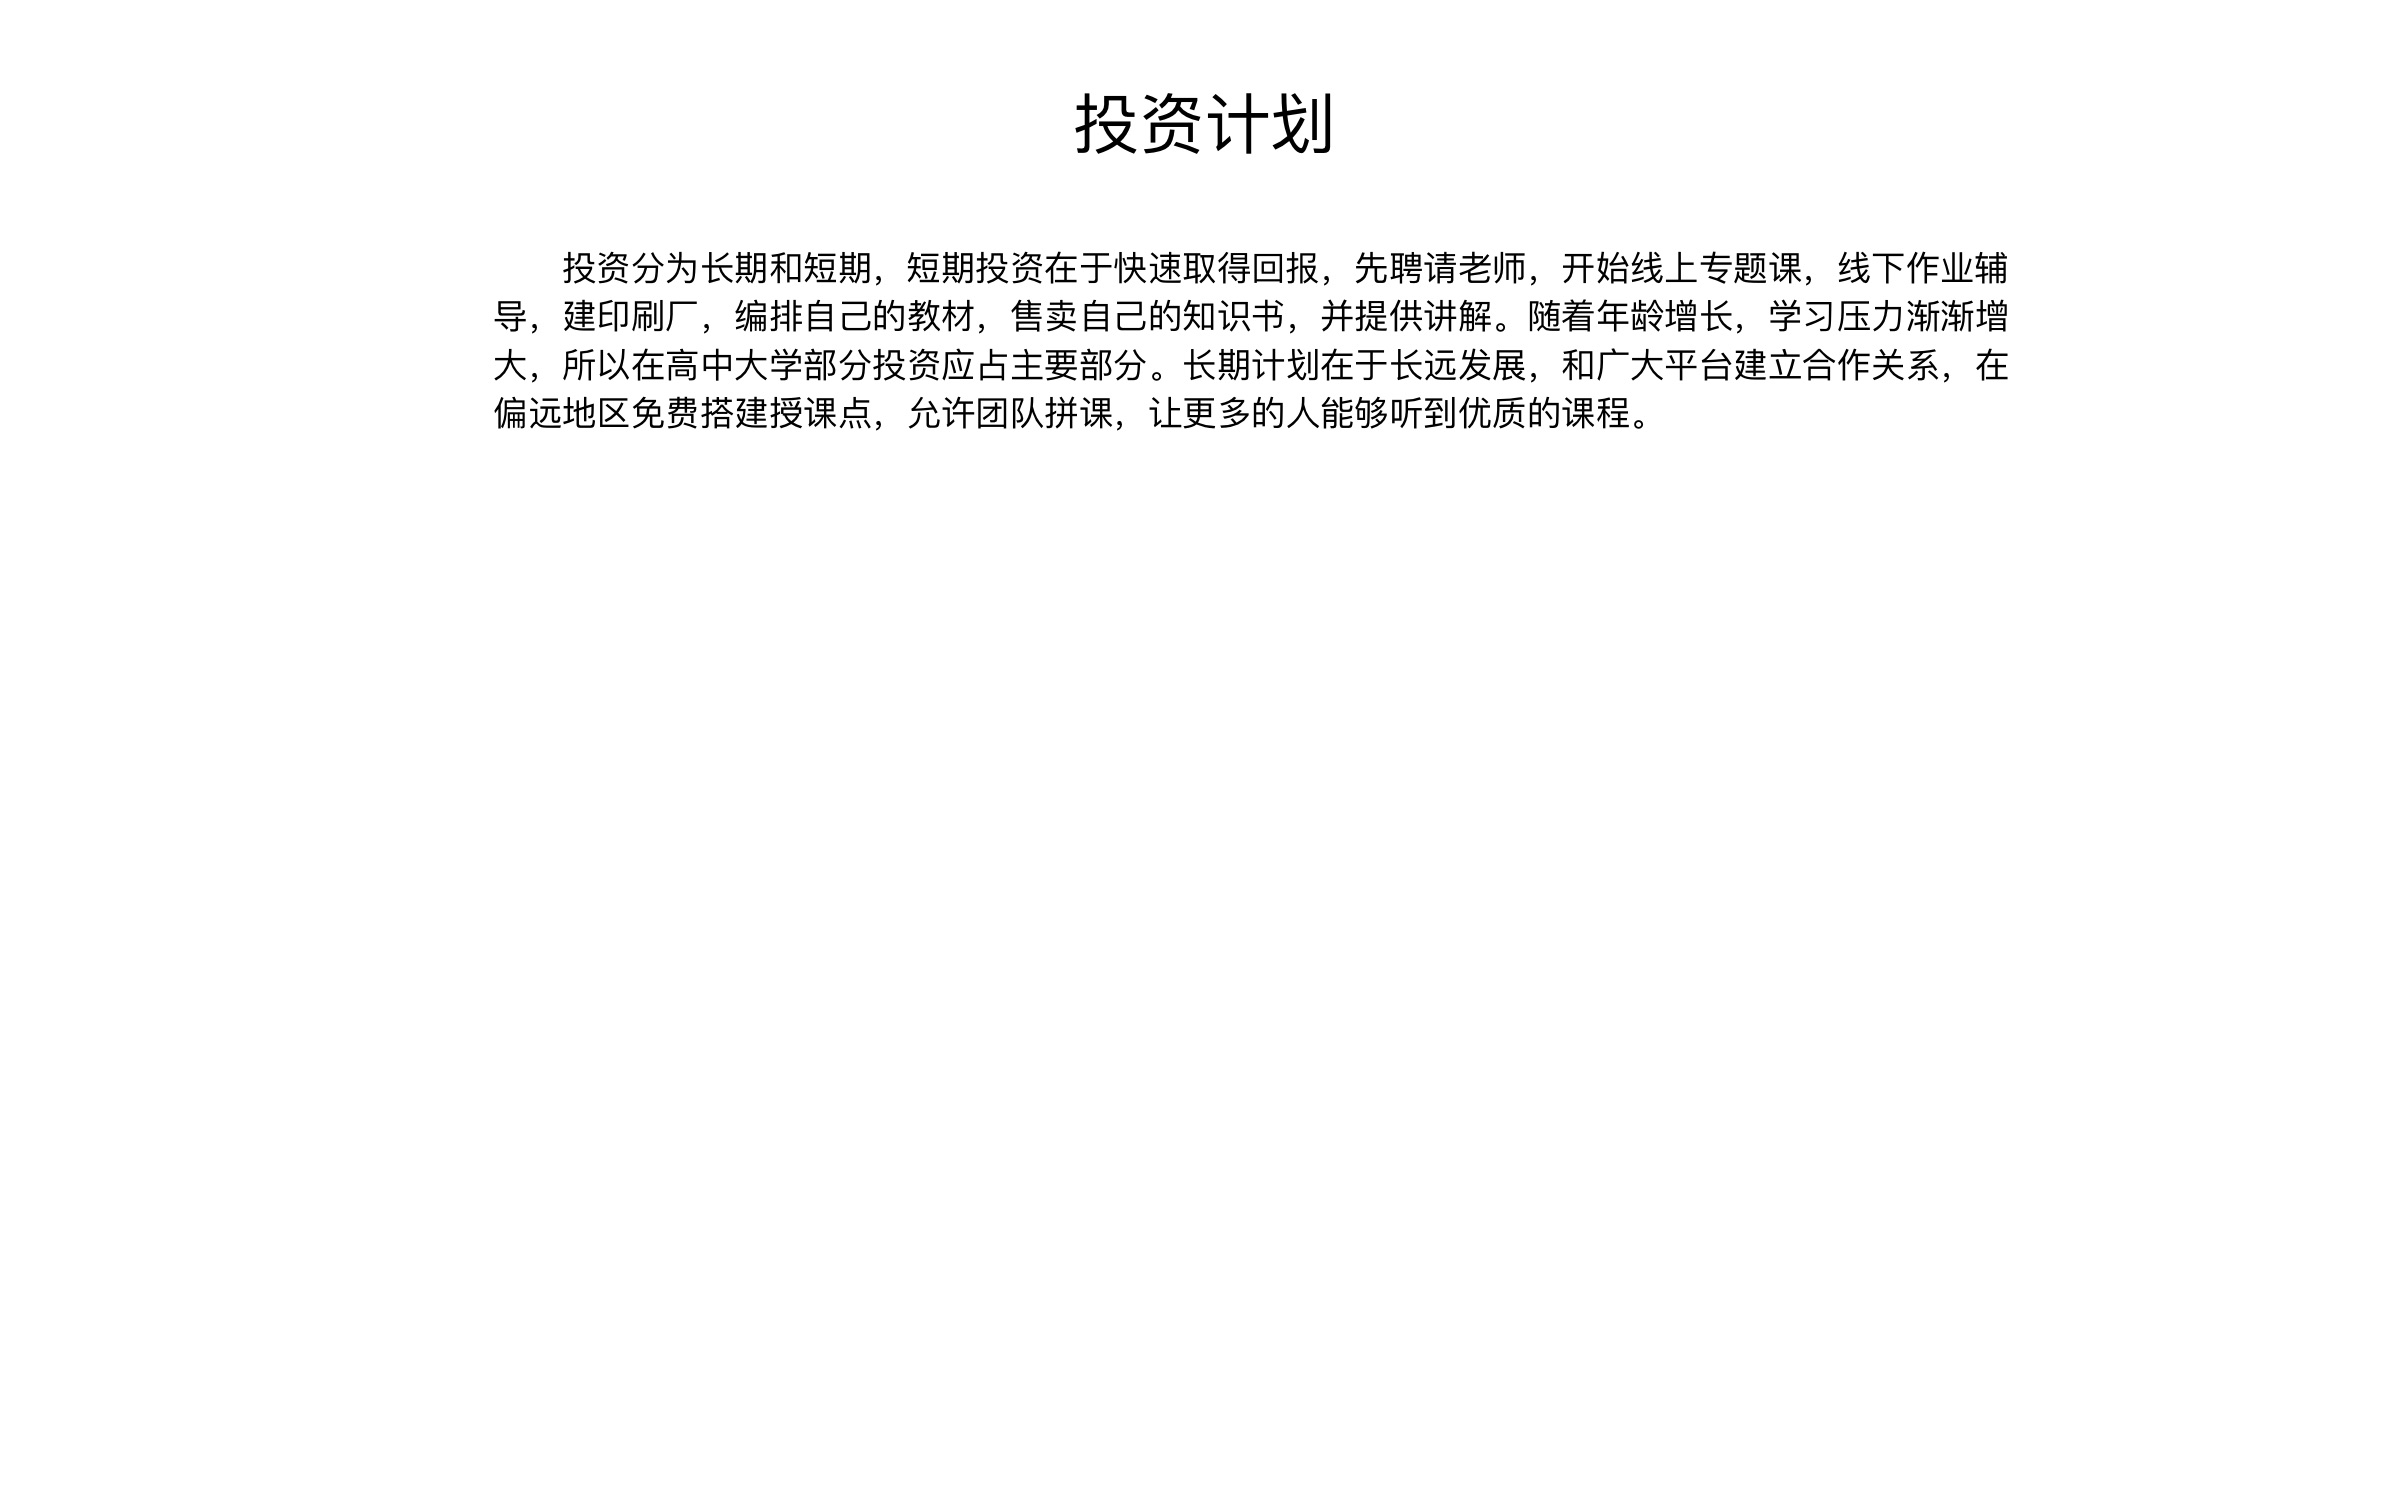 投资计划
投资分为长期和短期，短期投资在于快速取得回报，先聘请老师，开始线上专题课，线下作业辅
导，建印刷厂，编排自己的教材，售卖自己的知识书，并提供讲解。随着年龄增长，学习压力渐渐增
大，所以在高中大学部分投资应占主要部分。长期计划在于长远发展，和广大平台建立合作关系，在
偏远地区免费搭建授课点，允许团队拼课，让更多的人能够听到优质的课程。